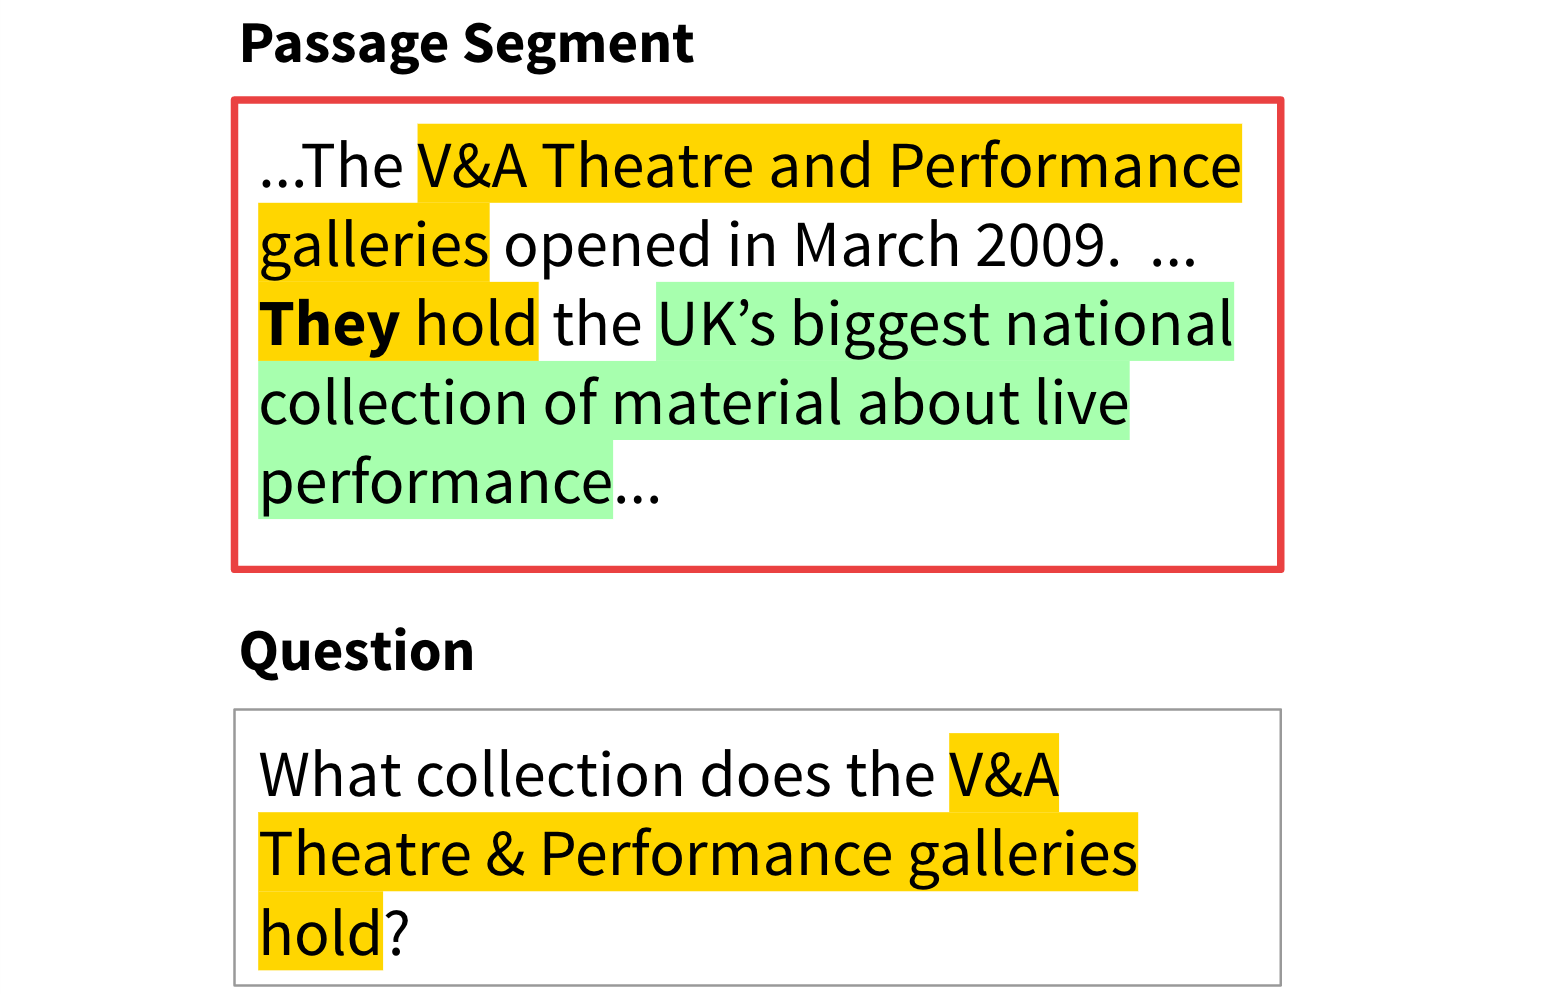 Passage Segment
...The V&A Theatre and Performance
galleries opened in March 2009.  ...
They hold the UK’s biggest national
collection of material about live
performance...
Question
What collection does the V&A
Theatre & Performance galleries
hold?